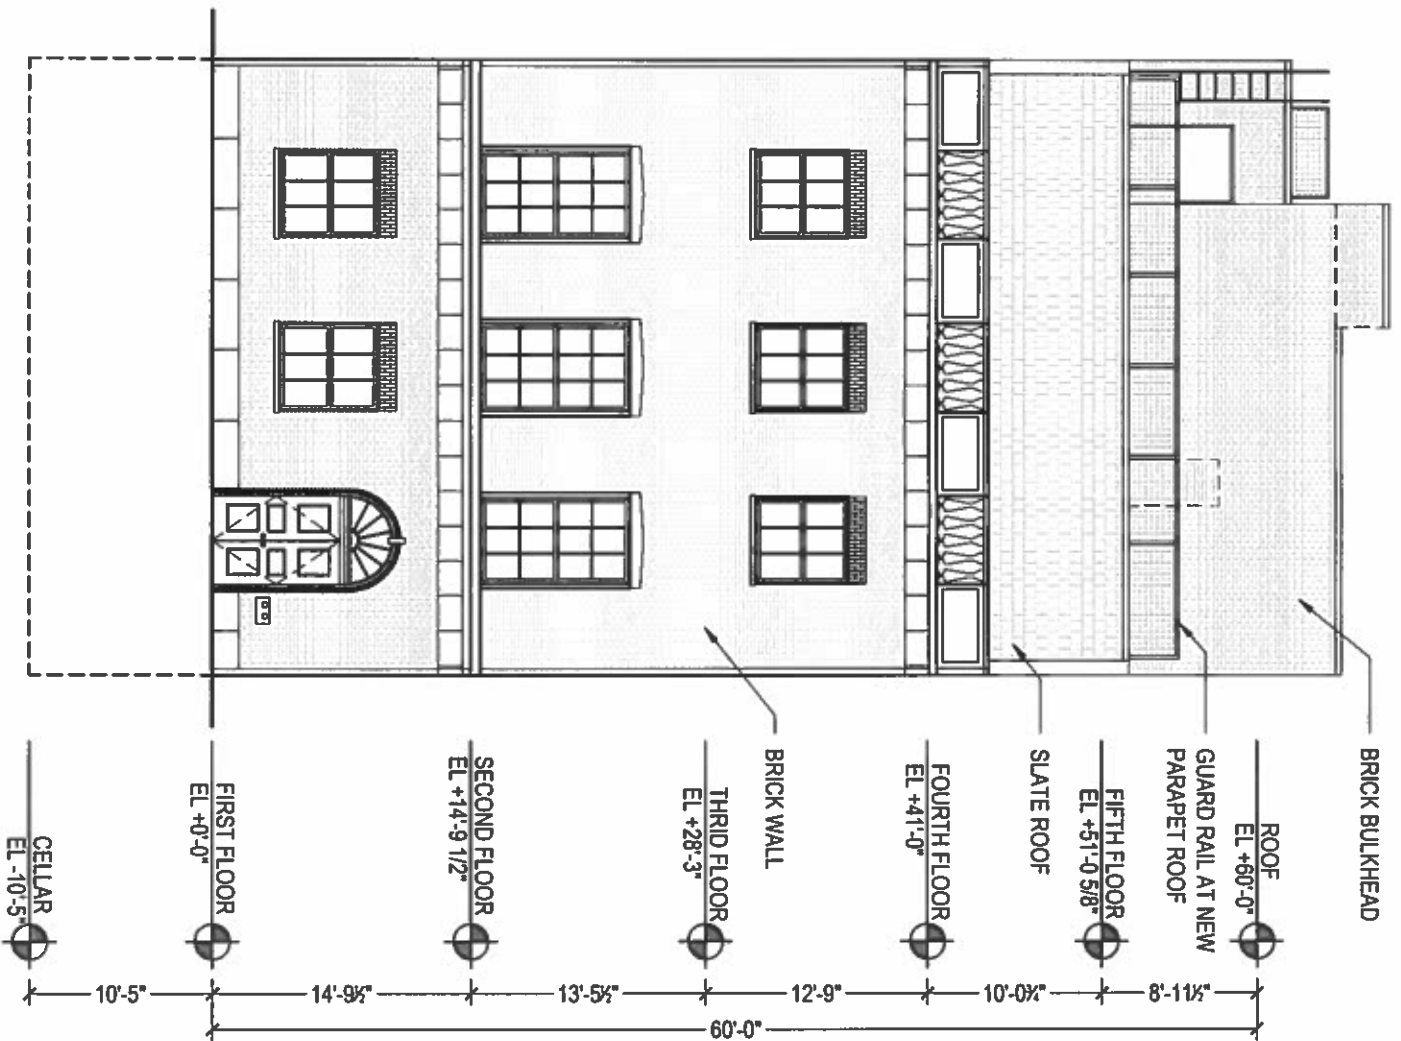 BRICK BULKHEAD
ROOF
EL +60'-0"
GUARD RAIL AT NEW
PARAPET ROOF
FIFTH FLOOR
EL +51'-0 5/8"
SLATE ROOF
FOURTH FLOOR
EL +41'-0"
BRICK WALL
THRID FLOOR
EL +28'-3"
SECOND FLOOR
EL +14'-9 1/2"
FIRST FLOOR
EL +0'-0"
CELLAR
EL -10'-5"
10'-5"
14'-9½"
13'-5½"
12'-9"
10'-0¾"
8'-11½"
60'-0"